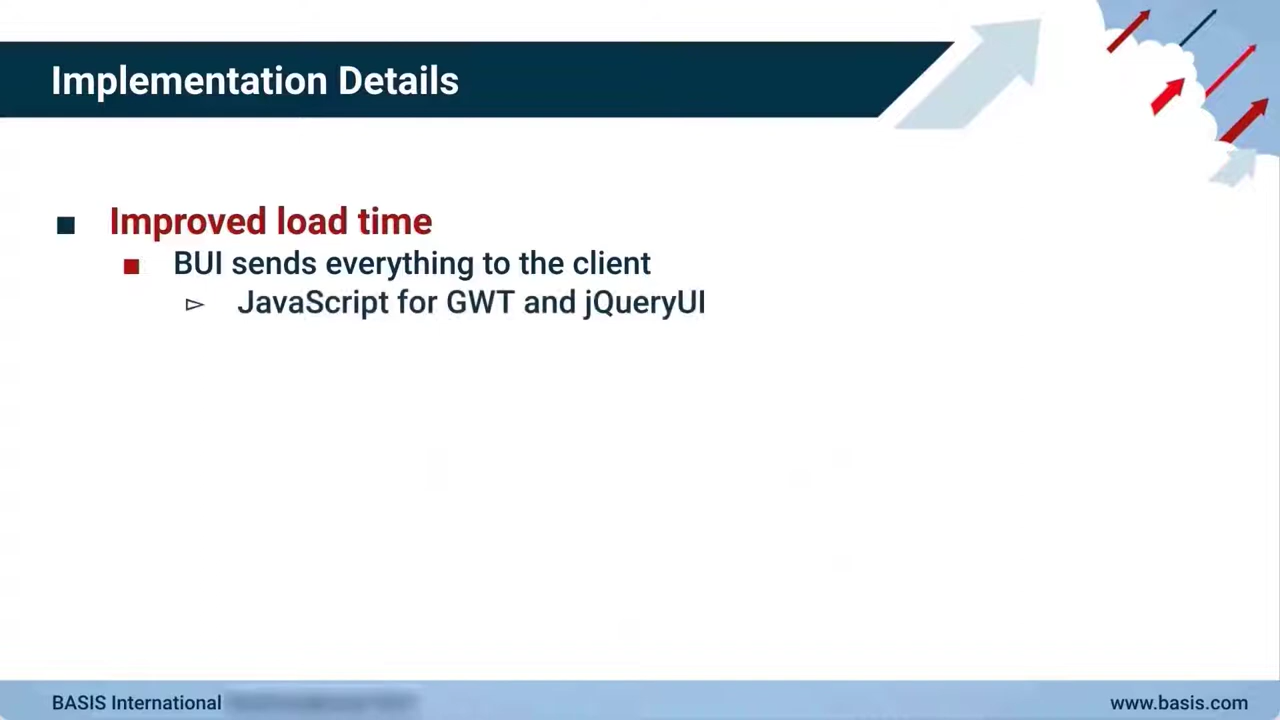 Implementation Details
Improved load time
BUI sends everything to the client
JavaScript for GWT and jQueryUI
BASIS International
www.basis.com